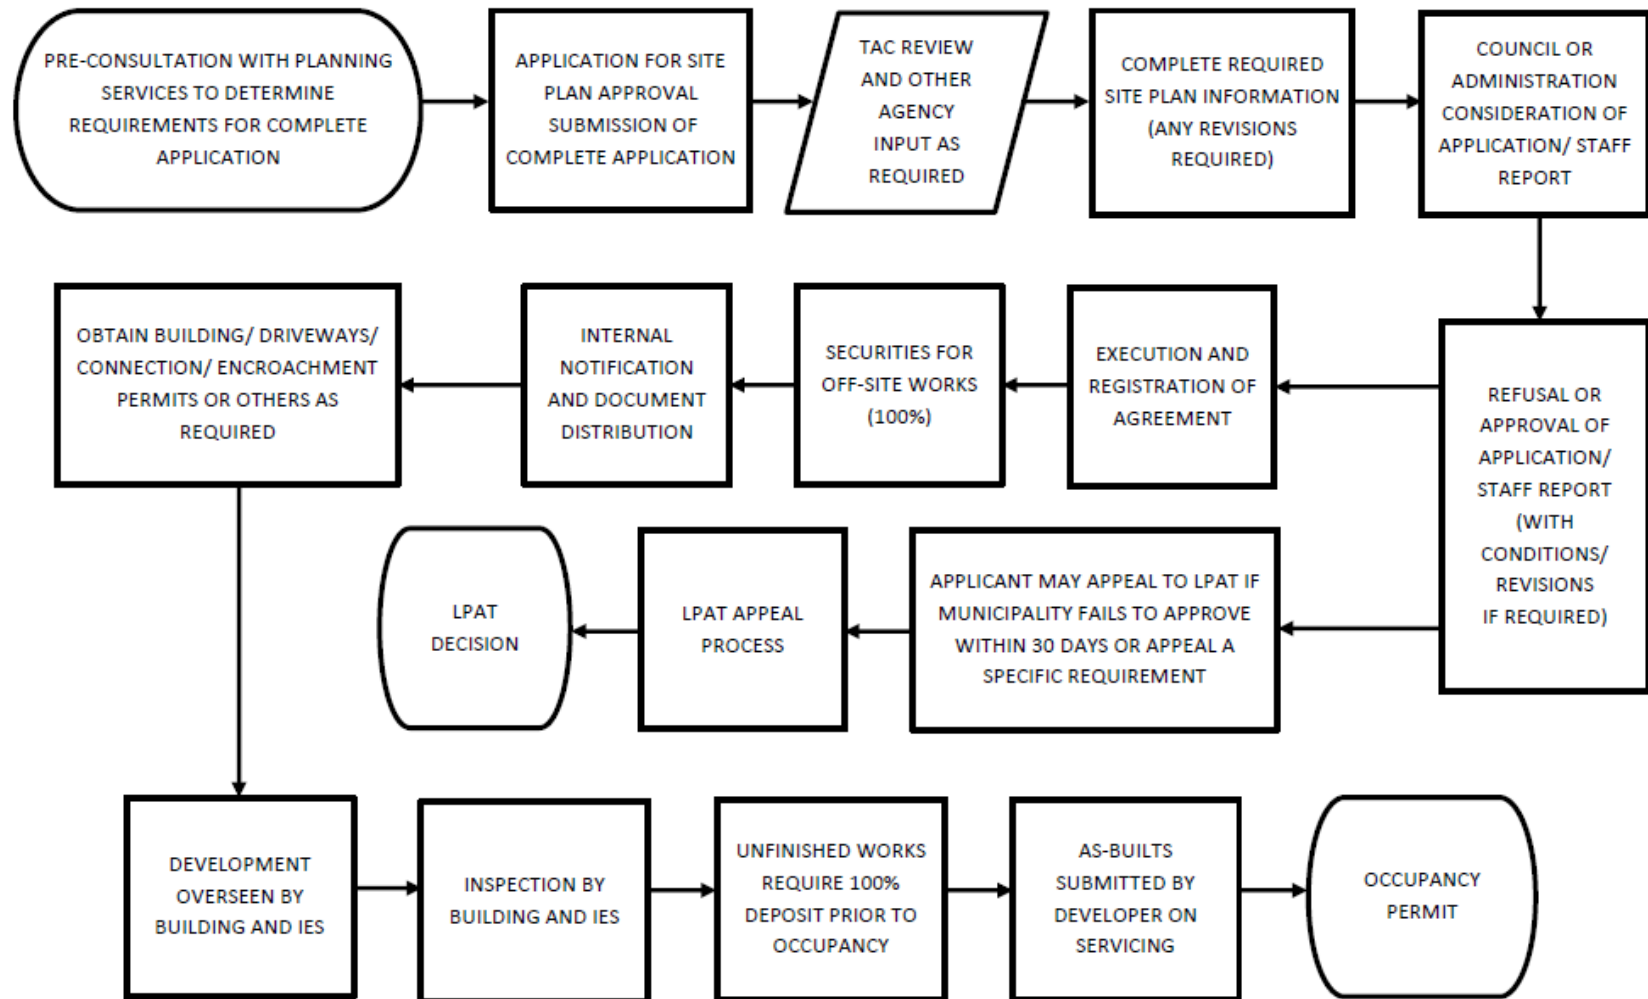 PRE-CONSULTATION WITH PLANNING
SERVICES TO DETERMINE
REQUIREMENTS FOR COMPLETE
APPLICATION
APPLICATION FOR SITE
PLAN APPROVAL
SUBMISSION OF
COMPLETE APPLICATION
TAC REVIEW
AND OTHER
AGENCY
INPUT AS
REQUIRED
COMPLETE REQUIRED
SITE PLAN INFORMATION
(ANY REVISIONS
REQUIRED)
COUNCIL OR
ADMINISTRATION
CONSIDERATION OF
APPLICATION/ STAFF
REPORT
REFUSAL OR
APPROVAL OF
APPLICATION/
STAFF REPORT
(WITH
CONDITIONS/
REVISIONS
IF REQUIRED)
EXECUTION AND
REGISTRATION OF
AGREEMENT
SECURITIES FOR
OFF-SITE WORKS
(100%)
INTERNAL
NOTIFICATION
AND DOCUMENT
DISTRIBUTION
OBTAIN BUILDING/ DRIVEWAYS/
CONNECTION/ ENCROACHMENT
PERMITS OR OTHERS AS
REQUIRED
APPLICANT MAY APPEAL TO LPAT IF
MUNICIPALITY FAILS TO APPROVE
WITHIN 30 DAYS OR APPEAL A
SPECIFIC REQUIREMENT
LPAT APPEAL
PROCESS
LPAT
DECISION
DEVELOPMENT
OVERSEEN BY
BUILDING AND IES
INSPECTION BY
BUILDING AND IES
UNFINISHED WORKS
REQUIRE 100%
DEPOSIT PRIOR TO
OCCUPANCY
AS-BUILTS
SUBMITTED BY
DEVELOPER ON
SERVICING
OCCUPANCY
PERMIT